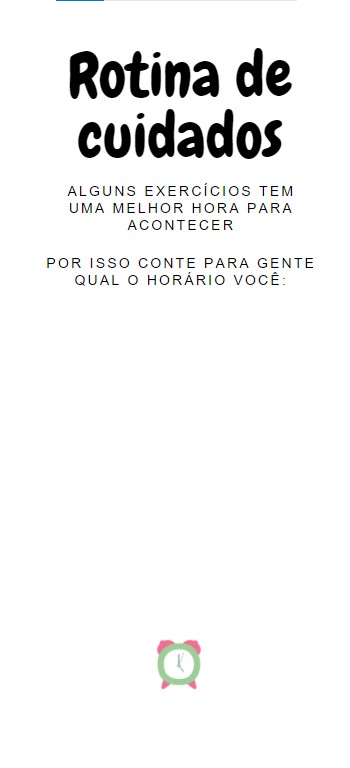 Rotina de
cuidados
ALGUNS EXERCÍCIOS TEM
UMA MELHOR HORA PARA
ACONTECER
POR ISSO CONTE PARA GENTE
QUAL O HORÁRIO VOCÊ: